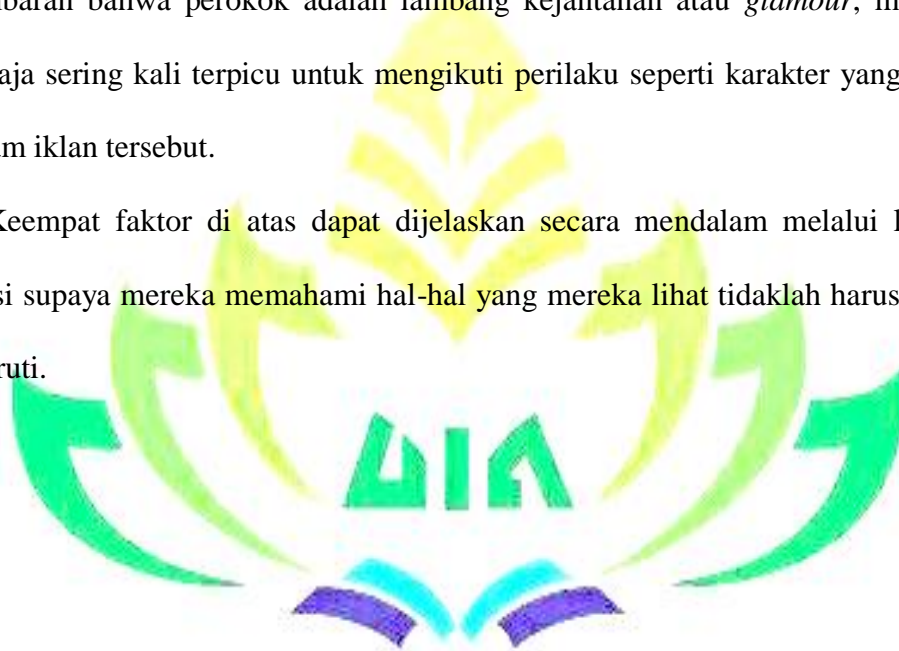 bahwa perokok adalah lambang kejantanan atau glamour,
sering kali terpicu untuk mengikuti perilaku seperti karakter yang
iklan tersebut.
Keempat faktor di atas dapat dijelaskan secara mendalam melalui
supaya mereka memahami hal-hal yang mereka lihat tidaklah harus
UIN